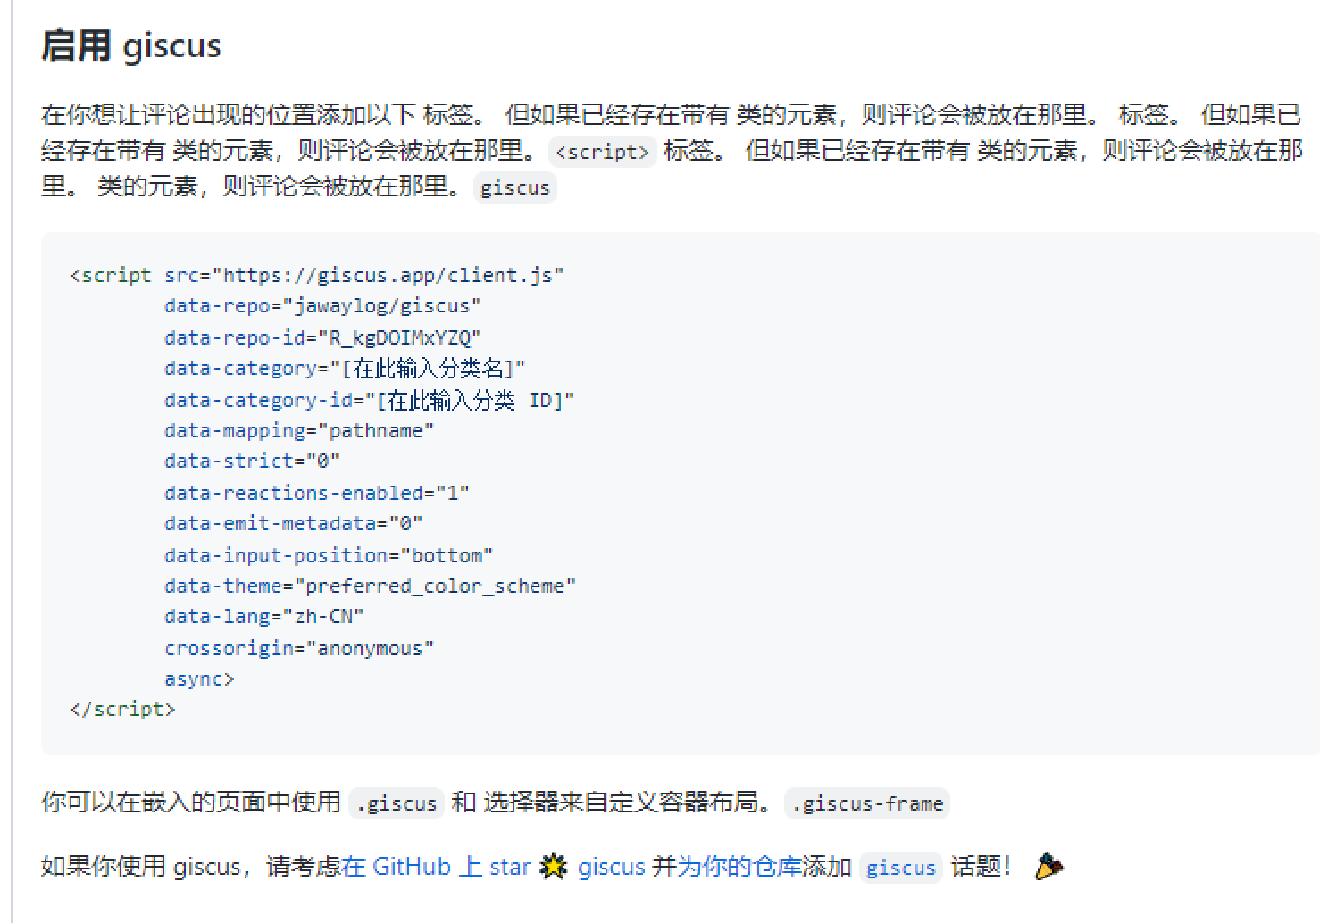 启用 giscus
在你想让评论出现的位置添加以下 标签。 但如果已经存在带有 类的元素，则评论会被放在那里。 标签。 但如果已
经存在带有 类的元素，则评论会被放在那里。 <script> 标签。 但如果已经存在带有 类的元素，则评论会被放在那
里。 类的元素，则评论会被放在那里。 giscus
<script src="https://giscus.app/client.js"
data-repo="jawaylog/giscus"
data-repo-id="R_kgDOIMxYZQ"
data-category="[在此输入分类名]"
data-category-id="[在此输入分类 ID]"
data-mapping="pathname"
data-strict="0"
data-reactions-enabled="1"
data-emit-metadata="0"
data-input-position="bottom"
data-theme="preferred_color_scheme"
data-lang="zh-CN"
crossorigin="anonymous"
async>
</script>
你可以在嵌入的页面中使用 .giscus 和 选择器来自定义容器布局。 .giscus-frame
如果你使用 giscus，请考虑在 GitHub 上 star 🌟 giscus 并为你的仓库添加 giscus 话题！ 🎉